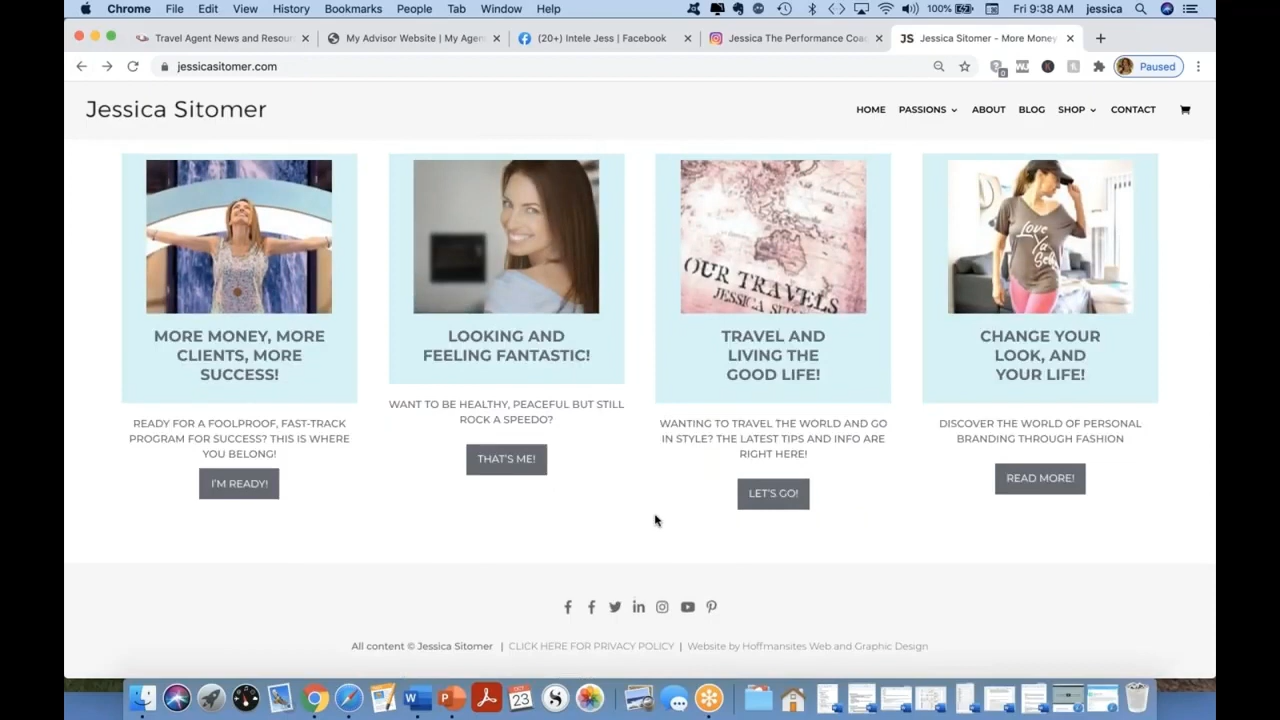 Chrome File Edit View History Bookmarks People Tab Window Help 100% Fri 9:38 AM jessica
Travel Agent News and Resour
My Advisor Website | My Agen
(20+) Intele Jess | Facebook
Jessica The Performance Coac
JS Jessica Sitomer - More Money
jessicasitomer.com
Paused
Jessica Sitomer
HOME PASSIONS ABOUT BLOG SHOP CONTACT
MORE MONEY, MORE
CLIENTS, MORE
SUCCESS!
READY FOR A FOOLPROOF, FAST-TRACK
PROGRAM FOR SUCCESS? THIS IS WHERE
YOU BELONG!
I'M READY!
LOOKING AND
FEELING FANTASTIC!
WANT TO BE HEALTHY, PEACEFUL BUT STILL
ROCK A SPEEDO?
THAT'S ME!
OUR TRAVELS
TRAVEL AND
LIVING THE
GOOD LIFE!
WANTING TO TRAVEL THE WORLD AND GO
IN STYLE? THE LATEST TIPS AND INFO ARE
RIGHT HERE!
LET'S GO!
Love
Ya
Self
CHANGE YOUR
LOOK, AND
YOUR LIFE!
DISCOVER THE WORLD OF PERSONAL
BRANDING THROUGH FASHION
READ MORE!
All content © Jessica Sitomer | CLICK HERE FOR PRIVACY POLICY | Website by Hoffmansites Web and Graphic Design
OCT
23